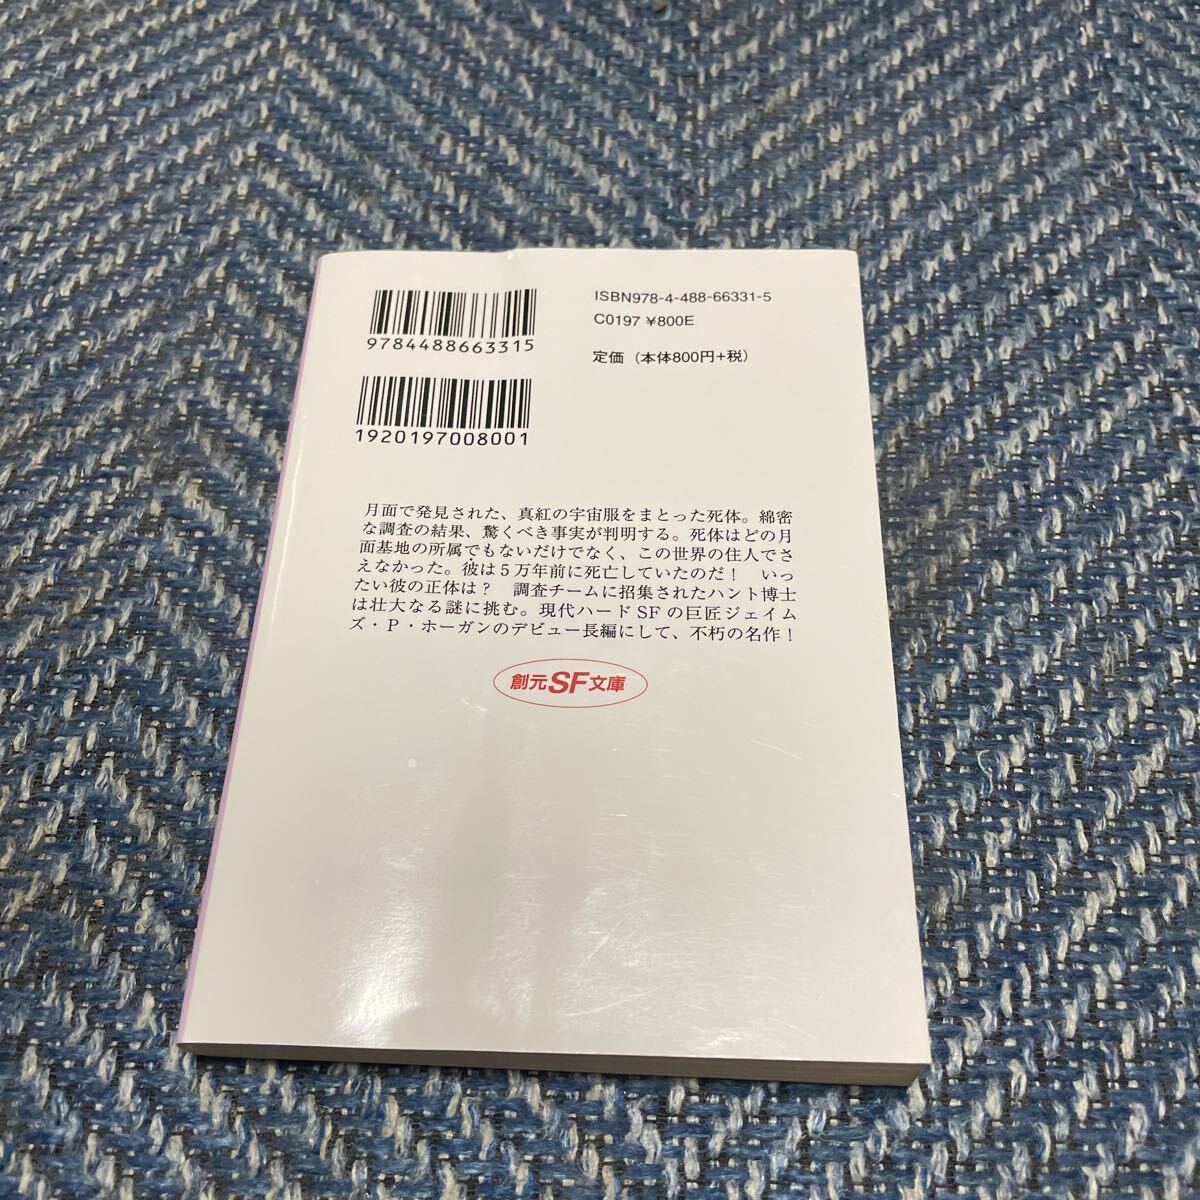 9784488663315
1920197008001
ISBN978-4-488-66331-5
C0197 ¥800E
定価（本体800円+税）
月面で発見された、真紅の宇宙服をまとった死体。綿密
な調査の結果、驚くべき事実が判明する。死体はどの月
面基地の所属でもないだけでなく、この世界の住人でさ
えなかった。彼は５万年前に死亡していたのだ！　いっ
たい彼の正体は？　調査チームに招集されたハント博士
は壮大なる謎に挑む。現代ハードSFの巨匠ジェイム
ズ・P・ホーガンのデビュー長編にして、不朽の名作！
創元SF文庫